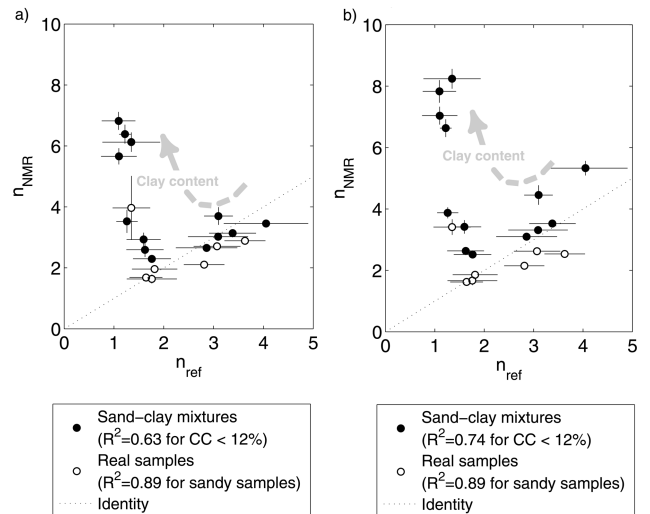 a)
10
8
6
4
2
0
n_NMR
Clay content
0 1 2 3 4 5
n_ref
● Sand−clay mixtures
(R²=0.63 for CC < 12%)
○ Real samples
(R²=0.89 for sandy samples)
Identity
b)
10
8
6
4
2
0
n_NMR
Clay content
0 1 2 3 4 5
n_ref
● Sand−clay mixtures
(R²=0.74 for CC < 12%)
○ Real samples
(R²=0.89 for sandy samples)
Identity